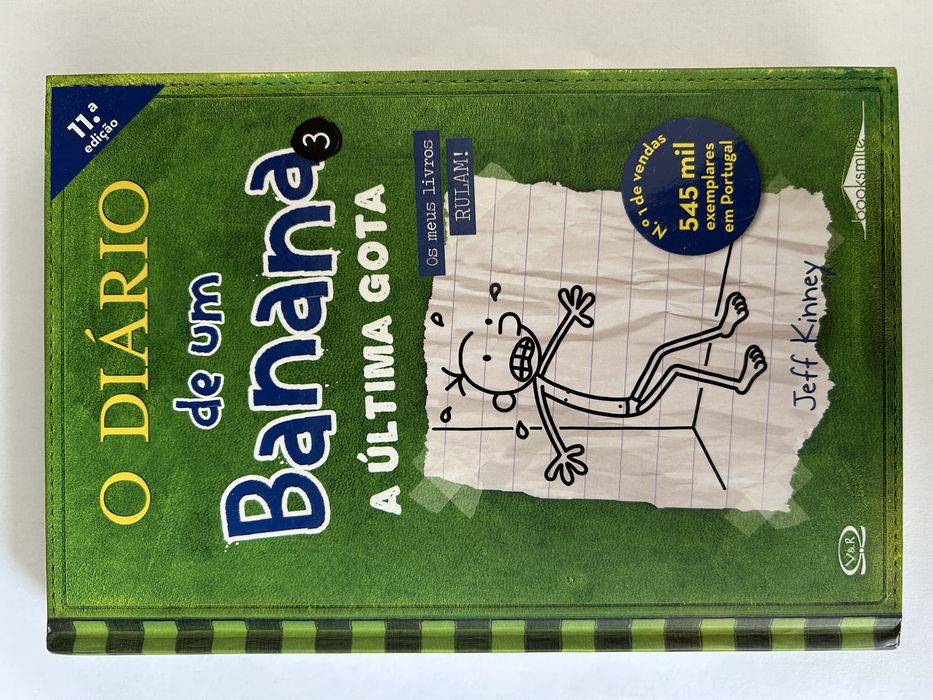 11.ª
edição
O DIÁRIO
de um
Banana 3
A ÚLTIMA GOTA
Os meus livros
RULAM!
N.º 1 de vendas
545 mil
exemplares
em Portugal
Jeff Kinney
V&R
booksmile